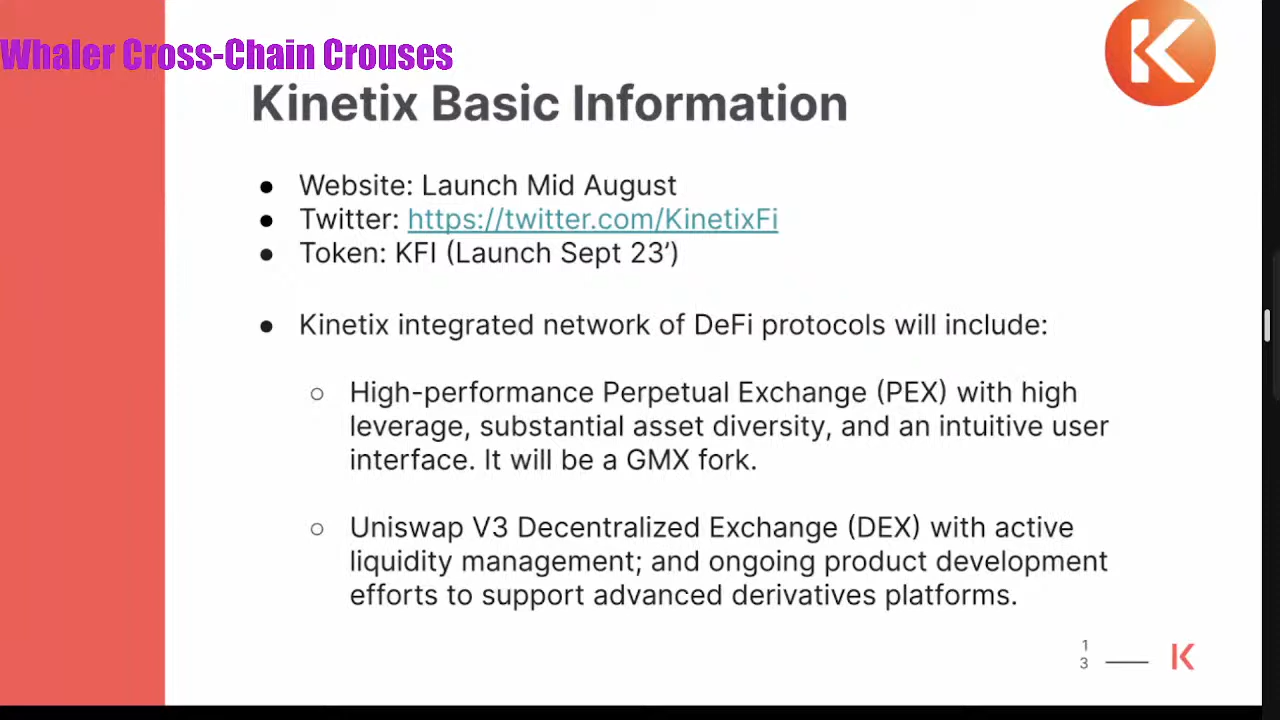 Whaler Cross-Chain Crouses
Kinetix Basic Information
● Website: Launch Mid August
● Twitter: https://twitter.com/KinetixFi
● Token: KFI (Launch Sept 23’)
● Kinetix integrated network of DeFi protocols will include:
○ High-performance Perpetual Exchange (PEX) with high
leverage, substantial asset diversity, and an intuitive user
interface. It will be a GMX fork.
○ Uniswap V3 Decentralized Exchange (DEX) with active
liquidity management; and ongoing product development
efforts to support advanced derivatives platforms.
1
3